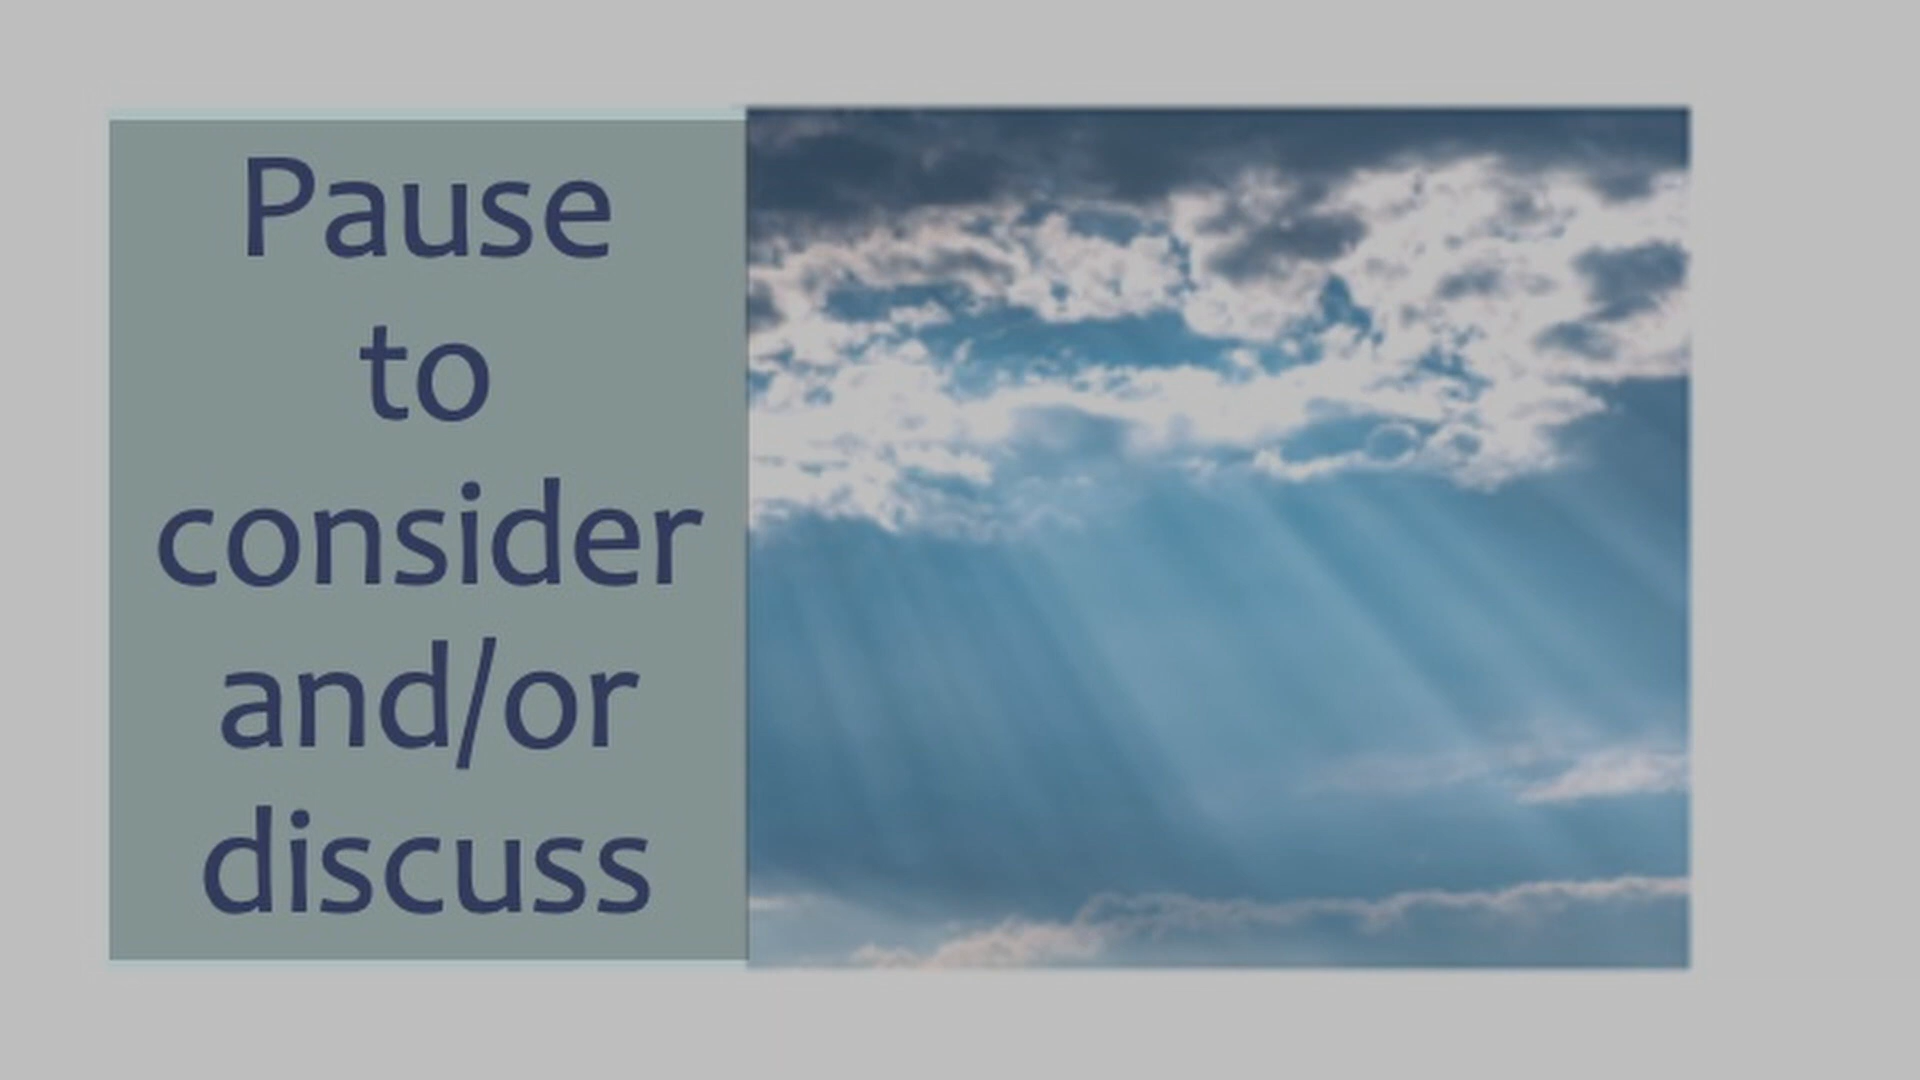 Pause
to
consider
and/or
discuss